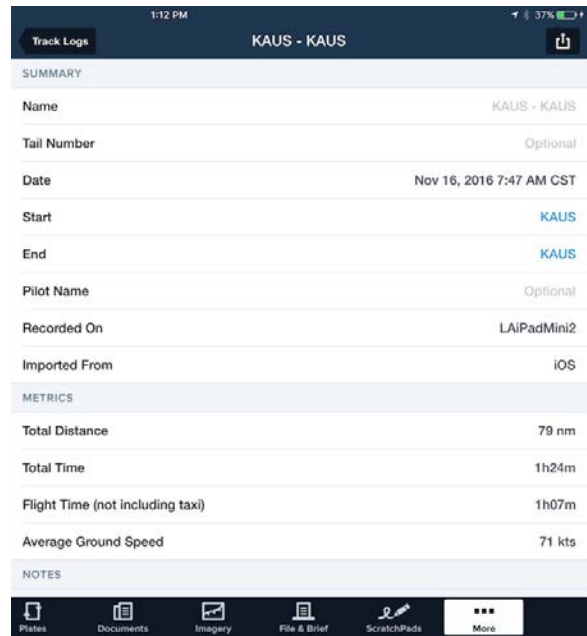 1:12 PM 37%
Track Logs KAUS - KAUS
SUMMARY
Name KAUS - KAUS
Tail Number Optional
Date Nov 16, 2016 7:47 AM CST
Start KAUS
End KAUS
Pilot Name Optional
Recorded On LAiPadMini2
Imported From iOS
METRICS
Total Distance 79 nm
Total Time 1h24m
Flight Time (not including taxi) 1h07m
Average Ground Speed 71 kts
NOTES
Plates Documents Imagery File & Brief ScratchPads More